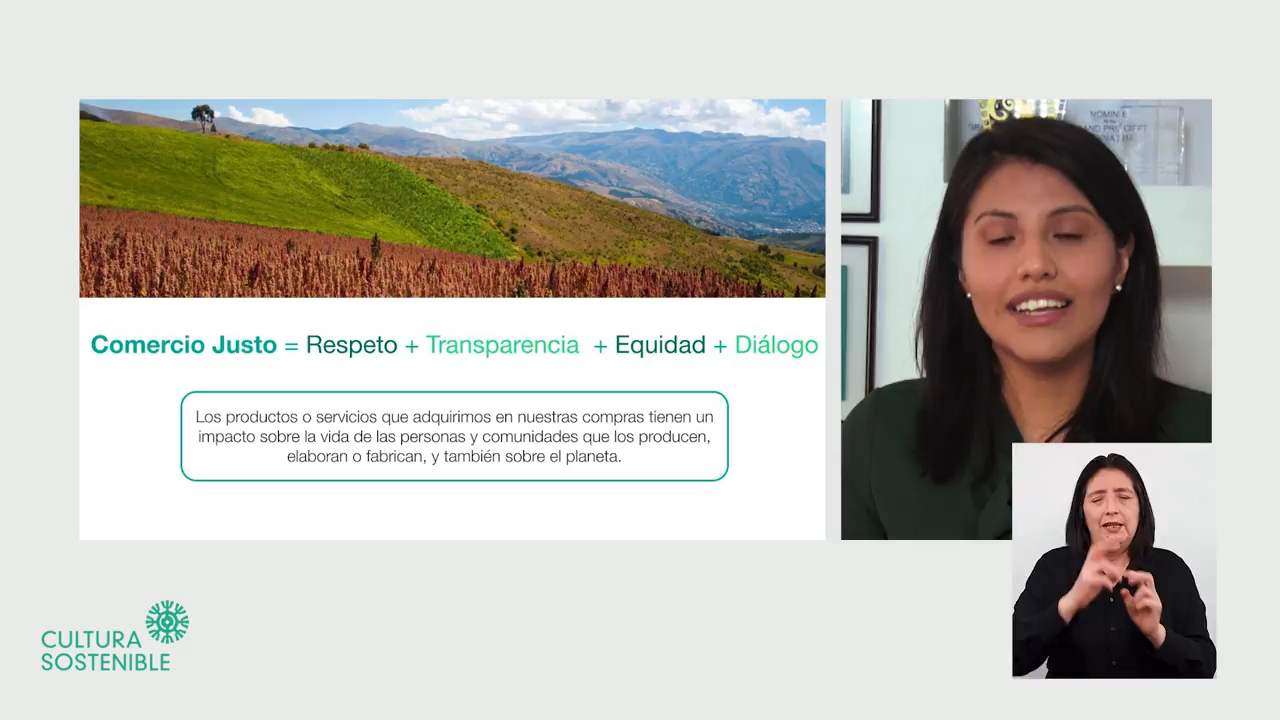 NOMINEE
Comercio Justo = Respeto + Transparencia + Equidad + Diálogo
Los productos o servicios que adquirimos en nuestras compras tienen un
impacto sobre la vida de las personas y comunidades que los producen,
elaboran o fabrican, y también sobre el planeta.
CULTURA
SOSTENIBLE